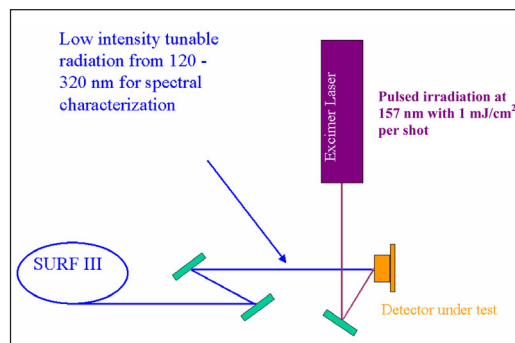 Low intensity tunable
radiation from 120 -
320 nm for spectral
characterization
Excimer Laser
Pulsed irradiation at
157 nm with 1 mJ/cm²
per shot
SURF III
Detector under test